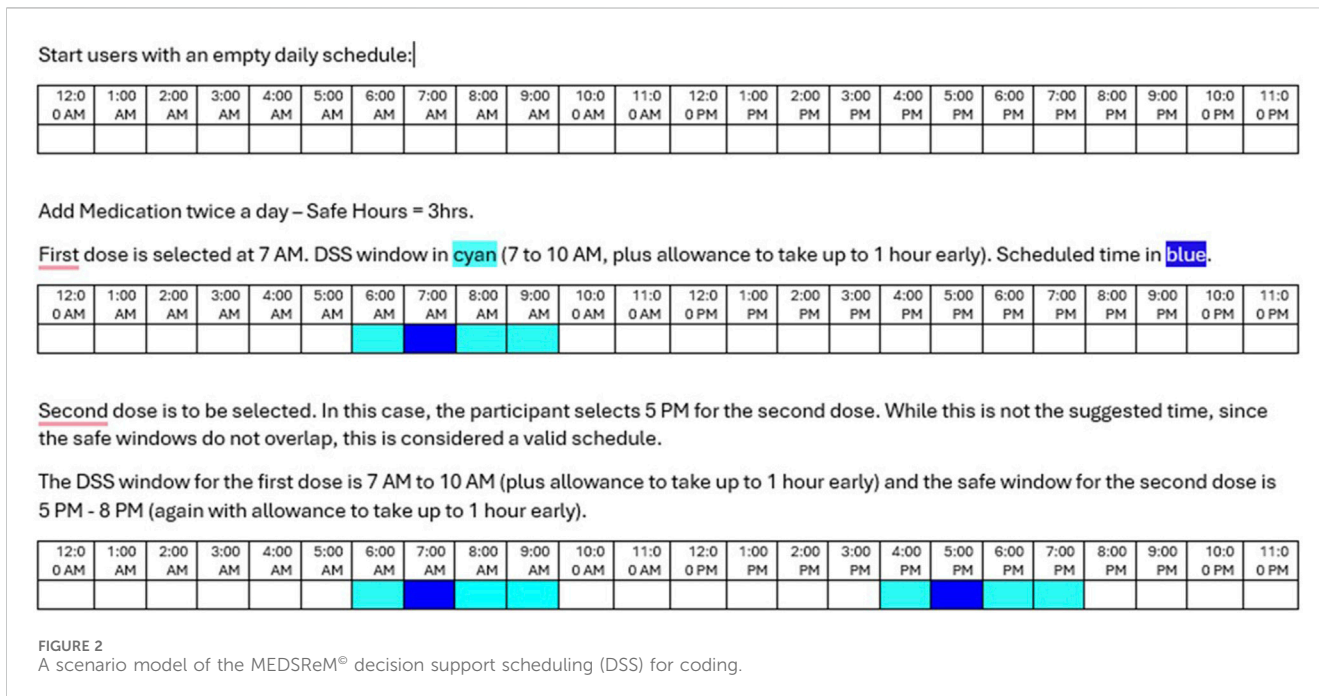 Start users with an empty daily schedule:
12:0 1:00 2:00 3:00 4:00 5:00 6:00 7:00 8:00 9:00 10:0 11:0 12:0 1:00 2:00 3:00 4:00 5:00 6:00 7:00 8:00 9:00 10:0 11:0
0 AM AM AM AM AM AM AM AM AM AM 0 AM 0 AM 0 PM PM PM PM PM PM PM PM PM PM 0 PM 0 PM
Add Medication twice a day – Safe Hours = 3hrs.
First dose is selected at 7 AM. DSS window in cyan (7 to 10 AM, plus allowance to take up to 1 hour early). Scheduled time in blue.
12:0 1:00 2:00 3:00 4:00 5:00 6:00 7:00 8:00 9:00 10:0 11:0 12:0 1:00 2:00 3:00 4:00 5:00 6:00 7:00 8:00 9:00 10:0 11:0
0 AM AM AM AM AM AM AM AM AM AM 0 AM 0 AM 0 PM PM PM PM PM PM PM PM PM PM 0 PM 0 PM
Second dose is to be selected. In this case, the participant selects 5 PM for the second dose. While this is not the suggested time, since
the safe windows do not overlap, this is considered a valid schedule.
The DSS window for the first dose is 7 AM to 10 AM (plus allowance to take up to 1 hour early) and the safe window for the second dose is
5 PM - 8 PM (again with allowance to take up to 1 hour early).
12:0 1:00 2:00 3:00 4:00 5:00 6:00 7:00 8:00 9:00 10:0 11:0 12:0 1:00 2:00 3:00 4:00 5:00 6:00 7:00 8:00 9:00 10:0 11:0
0 AM AM AM AM AM AM AM AM AM AM 0 AM 0 AM 0 PM PM PM PM PM PM PM PM PM PM 0 PM 0 PM
FIGURE 2
A scenario model of the MEDSReM© decision support scheduling (DSS) for coding.